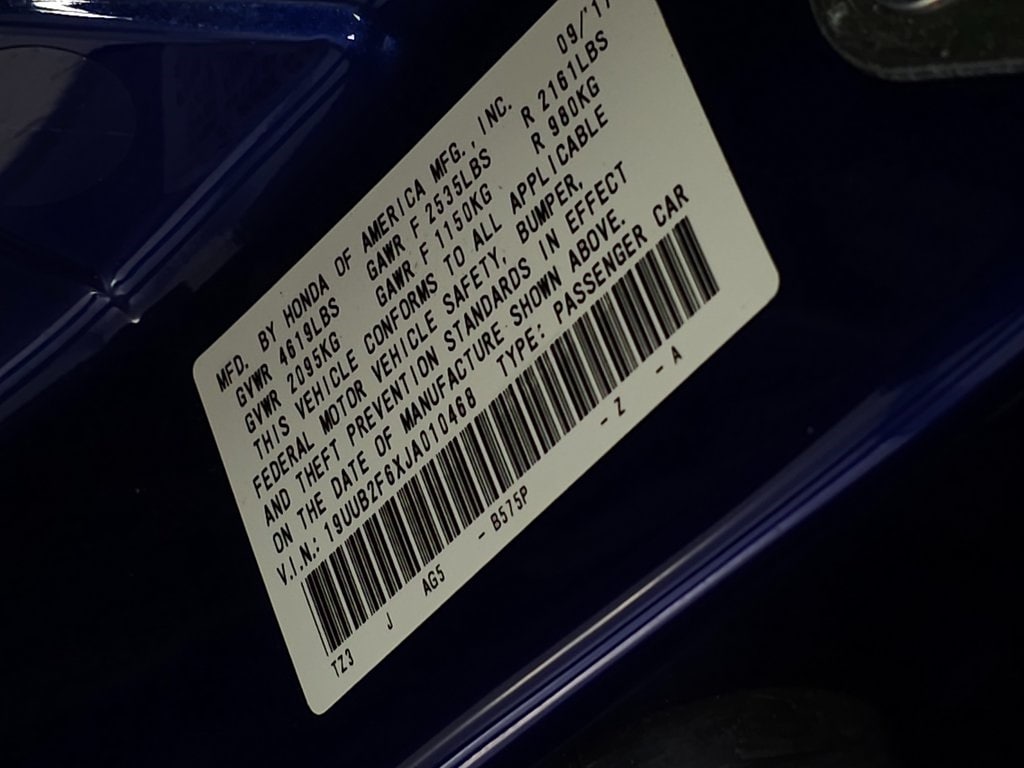 MFD. BY HONDA OF AMERICA MFG., INC. 09/'17
GVWR 4619LBS GAWR F 2535LBS R 2161LBS
GVWR 2095KG GAWR F 1150KG R 980KG
THIS VEHICLE CONFORMS TO ALL APPLICABLE
FEDERAL MOTOR VEHICLE SAFETY, BUMPER,
AND THEFT PREVENTION STANDARDS IN EFFECT
ON THE DATE OF MANUFACTURE SHOWN ABOVE.
V.I.N.: 19UUB2F6XJA010468 TYPE: PASSENGER CAR
TZ3 J AG5 - B575P - Z - A